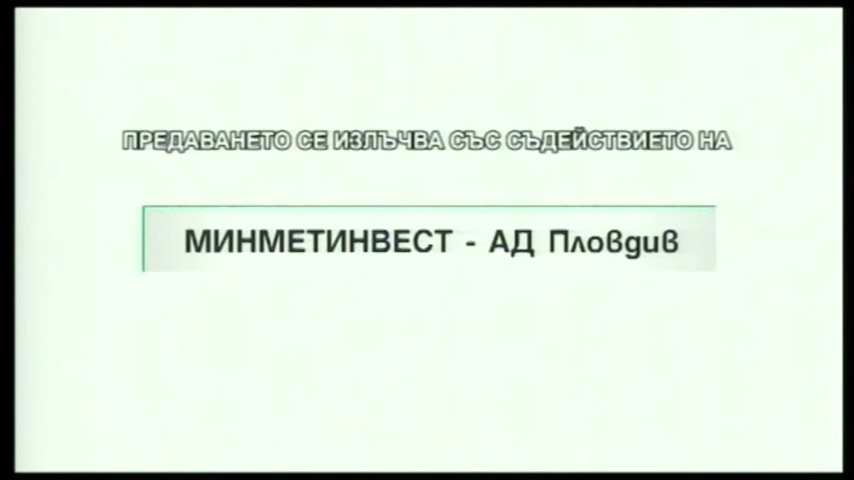 ПРЕДАВАНЕТО СЕ ИЗЛЪЧВА СЪС СЪДЕЙСТВИЕТО НА
МИНМЕТИНВЕСТ - АД Пловдив